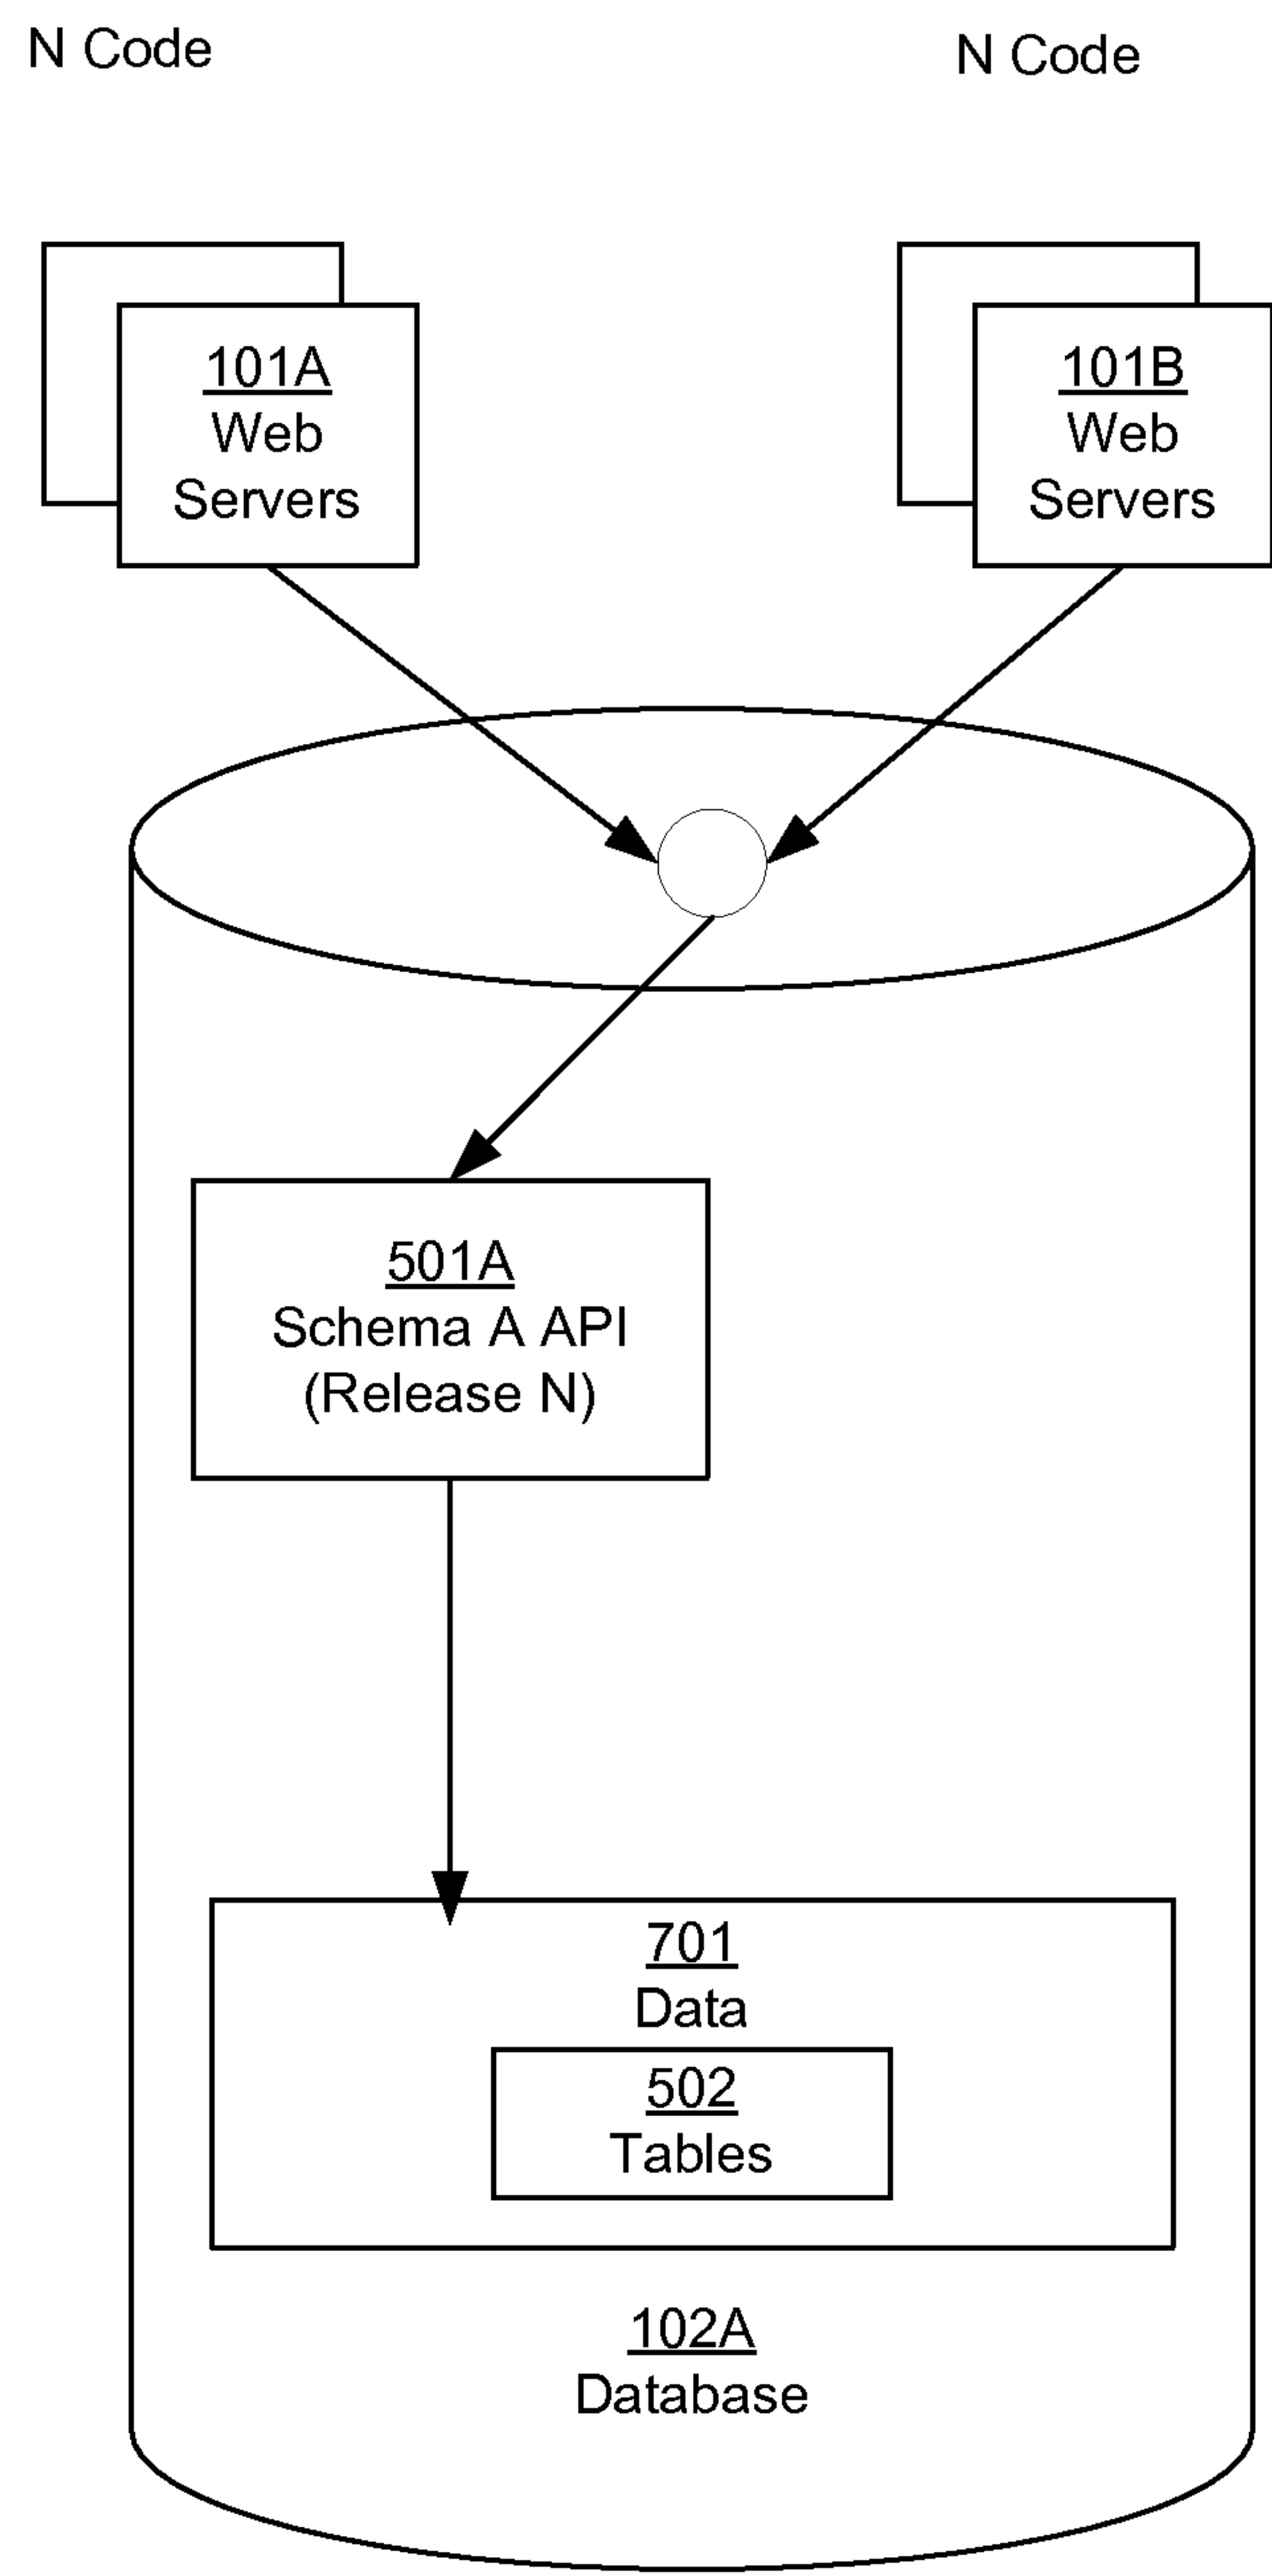 N Code
N Code
101A
Web
Servers
101B
Web
Servers
501A
Schema A API
(Release N)
701
Data
502
Tables
102A
Database